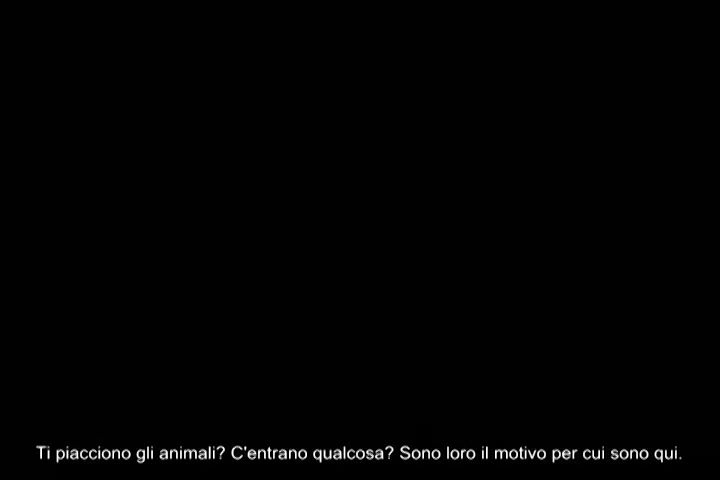 Ti piacciono gli animali? C'entrano qualcosa? Sono loro il motivo per cui sono qui.